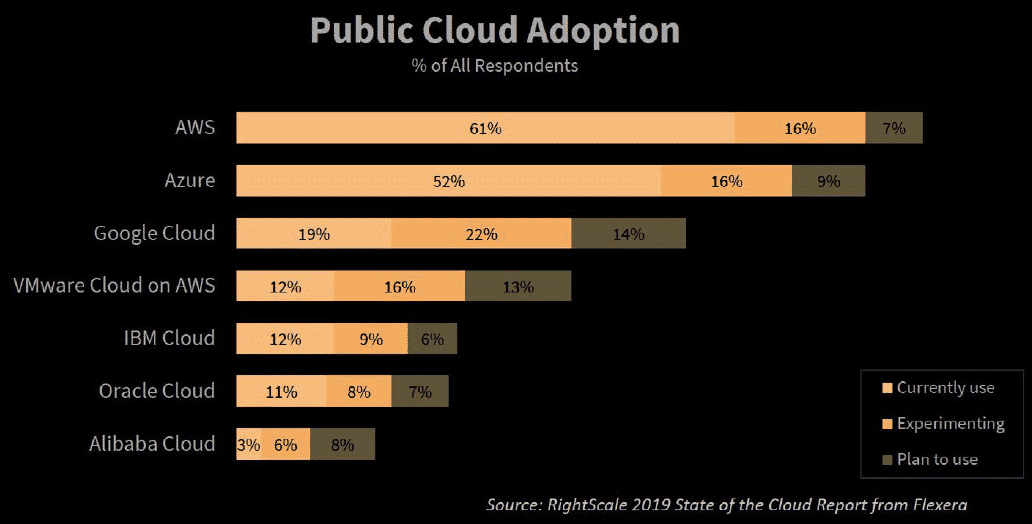 Public Cloud Adoption
% of All Respondents
AWS 61% 16% 7%
Azure 52% 16% 9%
Google Cloud 19% 22% 14%
VMware Cloud on AWS 12% 16% 13%
IBM Cloud 12% 9% 6%
Oracle Cloud 11% 8% 7%
Alibaba Cloud 3% 6% 8%
Currently use
Experimenting
Plan to use
Source: RightScale 2019 State of the Cloud Report from Flexera